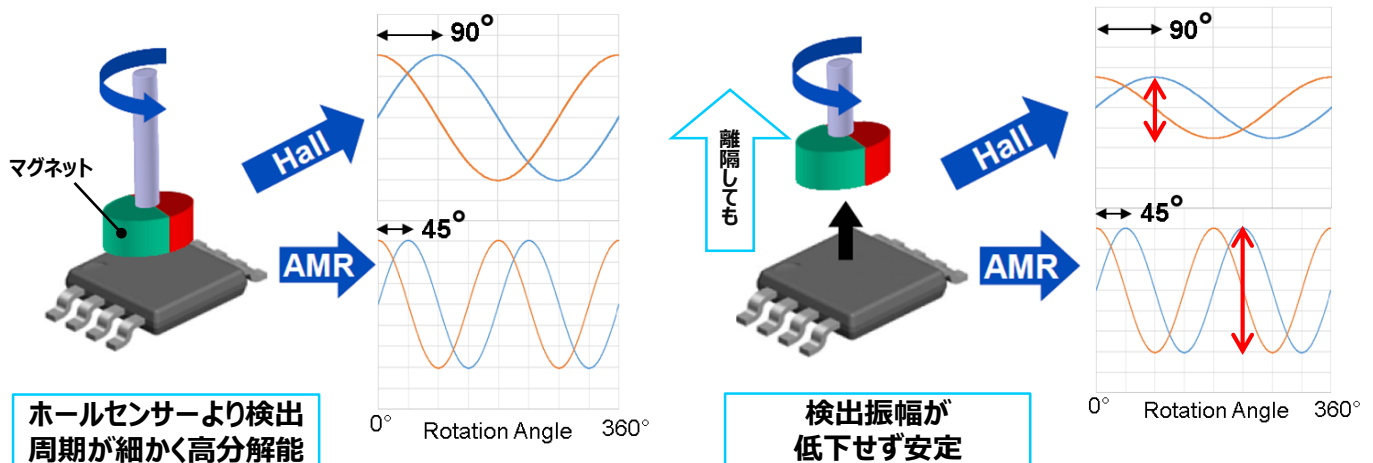 90°
Hall
マグネット
45°
AMR
0°
Rotation Angle
360°
ホールセンサーより検出
周期が細かく高分解能
離隔しても
90°
Hall
45°
AMR
0°
Rotation Angle
360°
検出振幅が
低下せず安定